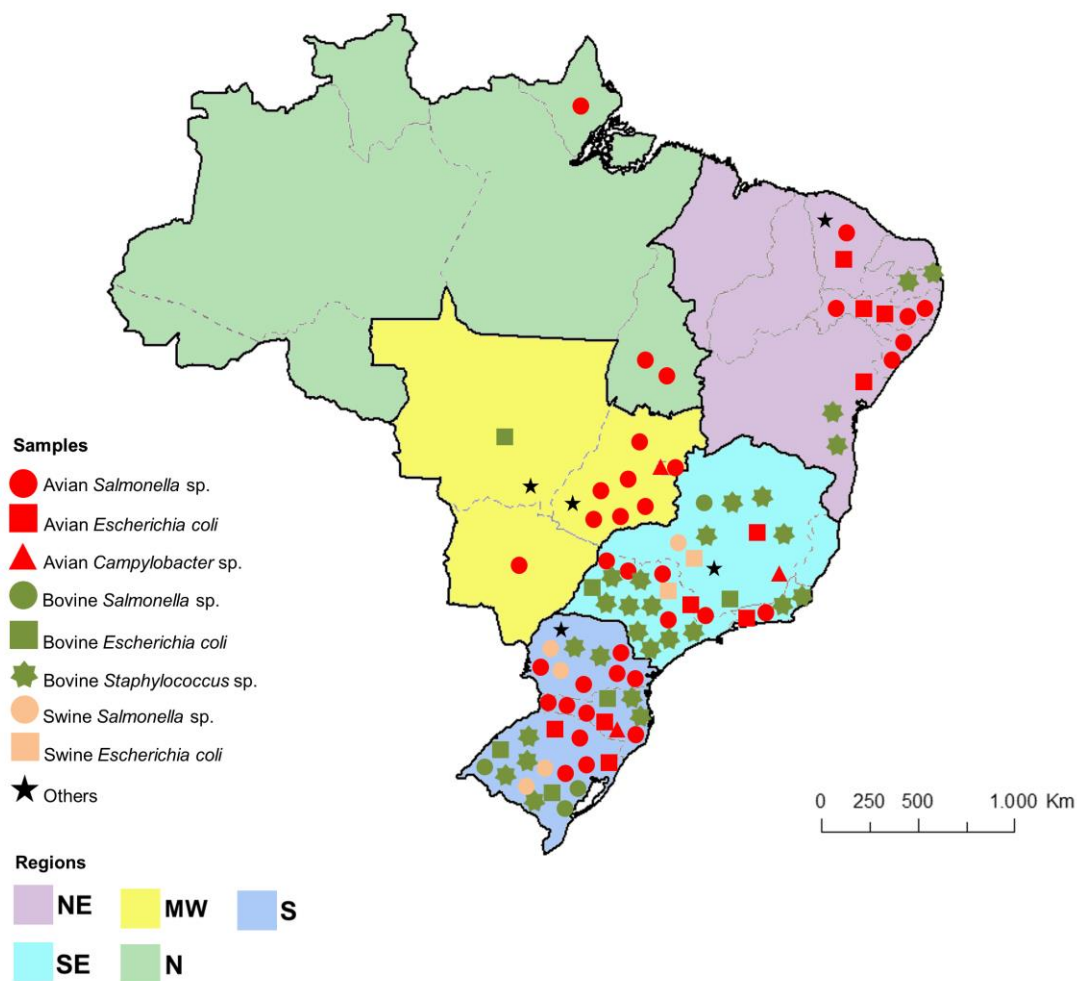 Samples
Avian Salmonella sp.
Avian Escherichia coli
Avian Campylobacter sp.
Bovine Salmonella sp.
Bovine Escherichia coli
Bovine Staphylococcus sp.
Swine Salmonella sp.
Swine Escherichia coli
Others
0 250 500 1.000 Km
Regions
NE MW S
SE N